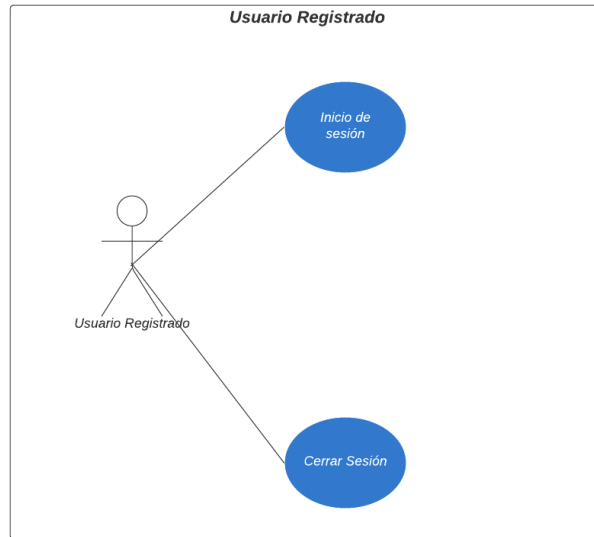 Usuario Registrado
Inicio de
sesión
Usuario Registrado
Cerrar Sesión